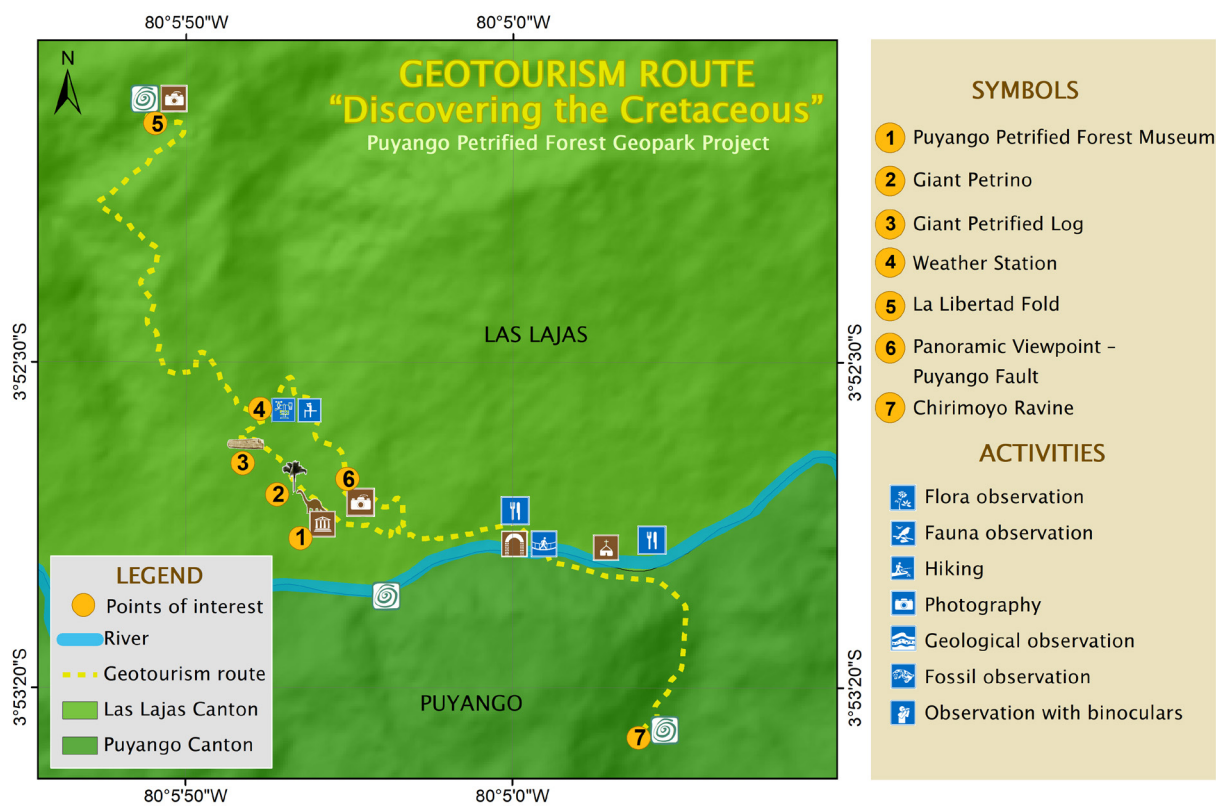 80°5'50"W
80°5'0"W
N
GEOTOURISM ROUTE
“Discovering the Cretaceous”
Puyango Petrified Forest Geopark Project
5
LAS LAJAS
3°52'30"S
3°52'30"S
4
3
6
2
1
3°53'20"S
3°53'20"S
PUYANGO
7
LEGEND
Points of interest
River
Geotourism route
Las Lajas Canton
Puyango Canton
80°5'50"W
80°5'0"W
SYMBOLS
1 Puyango Petrified Forest Museum
2 Giant Petrino
3 Giant Petrified Log
4 Weather Station
5 La Libertad Fold
6 Panoramic Viewpoint –
Puyango Fault
7 Chirimoyo Ravine
ACTIVITIES
Flora observation
Fauna observation
Hiking
Photography
Geological observation
Fossil observation
Observation with binoculars